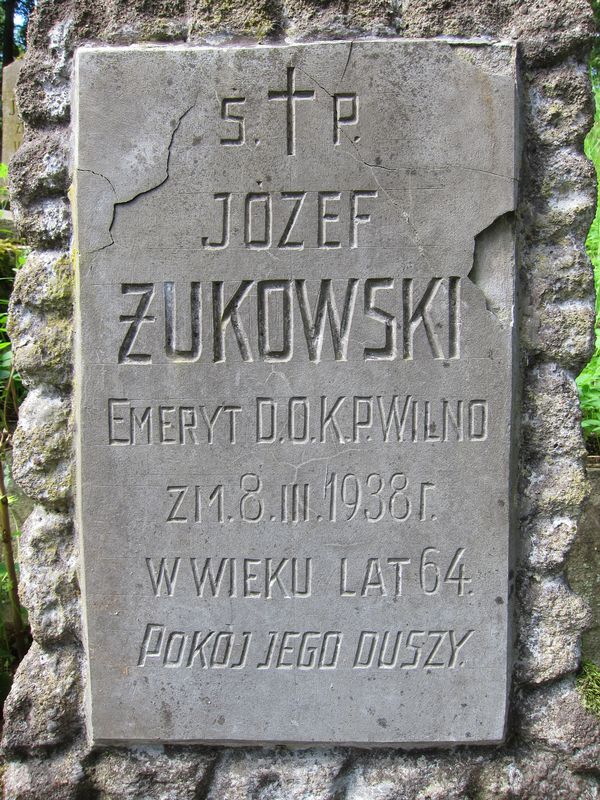 Ś. † P.
JÓZEF
ŻUKOWSKI
EMERYT D.O.K.P. WILNO
ZM. 8. III. 1938 r.
W WIEKU LAT 64.
POKÓJ JEGO DUSZY.